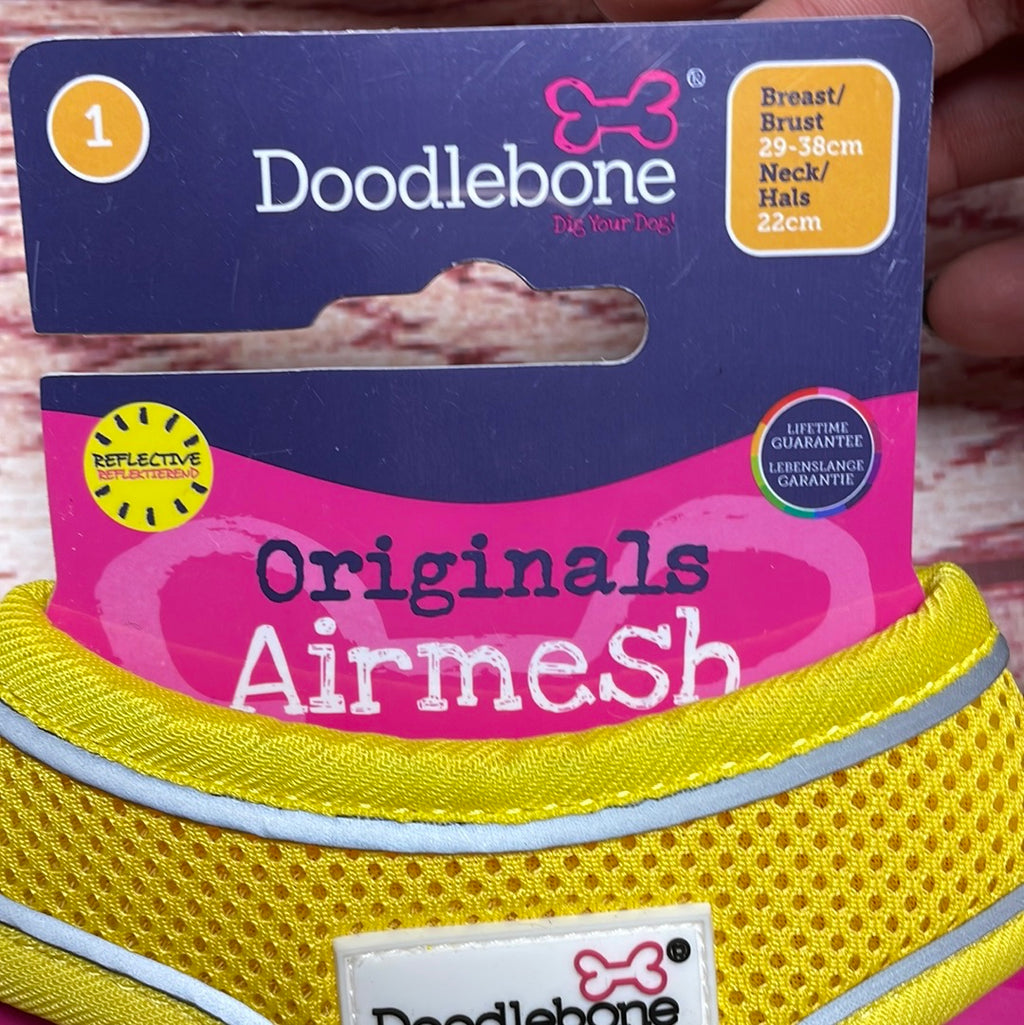 1
Doodlebone®
Dig Your Dog!
Breast/
Brust
29-38cm
Neck/
Hals
22cm
REFLECTIVE
REFLEKTIEREND
LIFETIME
GUARANTEE
LEBENSLANGE
GARANTIE
Originals
Airmesh
®
Doodlebone